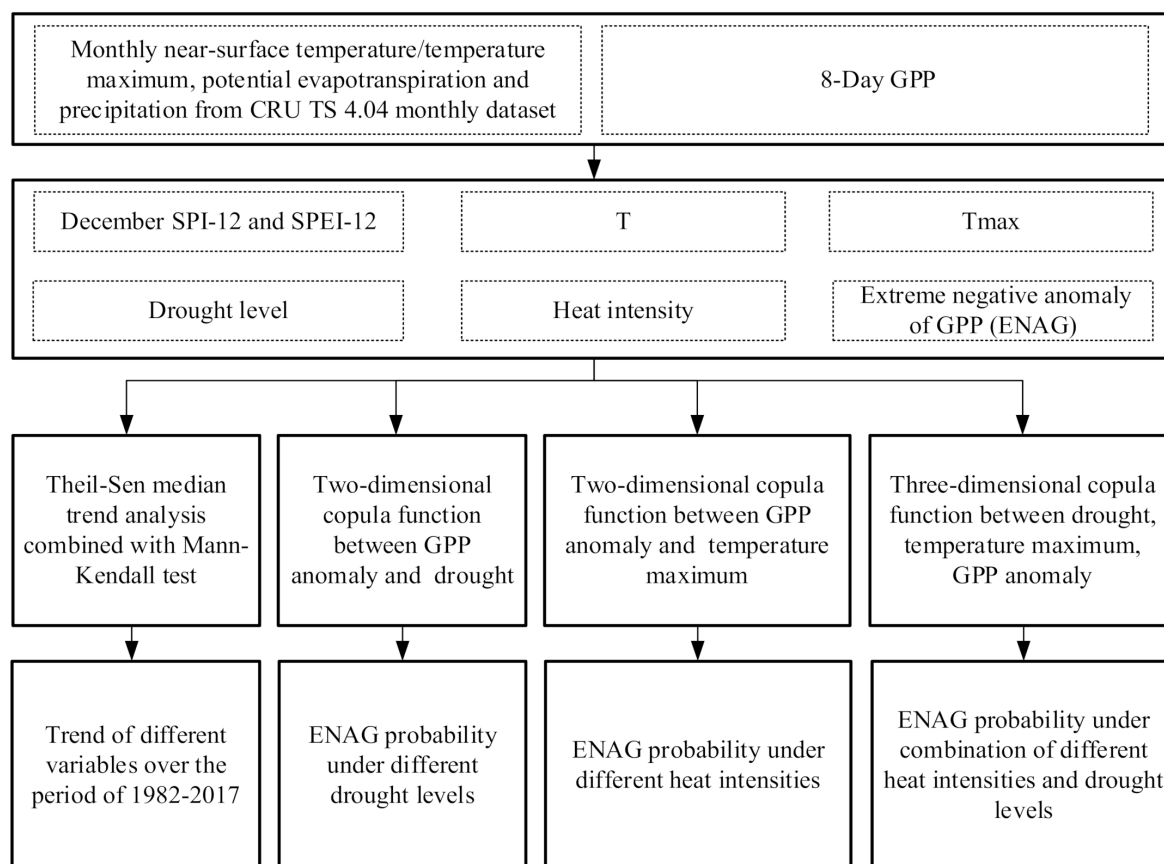 Monthly near-surface temperature/temperature
maximum, potential evapotranspiration and
precipitation from CRU TS 4.04 monthly dataset
8-Day GPP
December SPI-12 and SPEI-12
T
Tmax
Drought level
Heat intensity
Extreme negative anomaly
of GPP (ENAG)
Theil-Sen median
trend analysis
combined with Mann-
Kendall test
Two-dimensional
copula function
between GPP
anomaly and drought
Two-dimensional copula
function between GPP
anomaly and temperature
maximum
Three-dimensional copula
function between drought,
temperature maximum,
GPP anomaly
Trend of different
variables over the
period of 1982-2017
ENAG probability
under different
drought levels
ENAG probability under
different heat intensities
ENAG probability under
combination of different
heat intensities and drought
levels